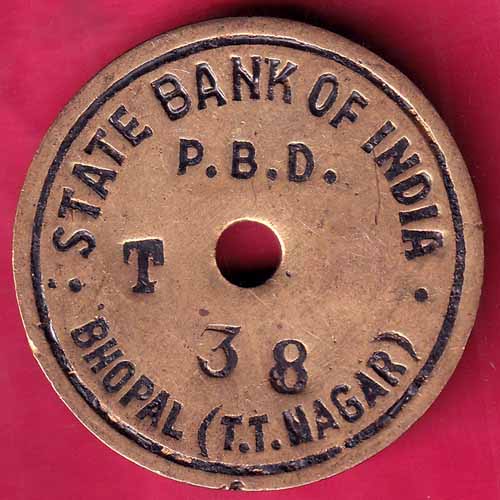 STATE BANK OF INDIA
P.B.D.
T
38
BHOPAL (T.T. NAGAR)